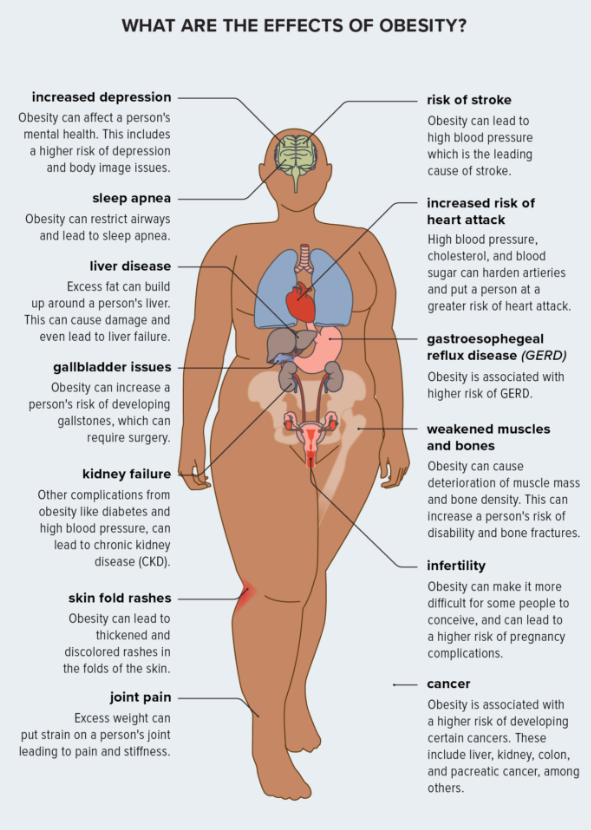 WHAT ARE THE EFFECTS OF OBESITY?
increased depression
Obesity can affect a person's
mental health. This includes
a higher risk of depression
and body image issues.
sleep apnea
Obesity can restrict airways
and lead to sleep apnea.
liver disease
Excess fat can build
up around a person's liver.
This can cause damage and
even lead to liver failure.
gallbladder issues
Obesity can increase a
person's risk of developing
gallstones, which can
require surgery.
kidney failure
Other complications from
obesity like diabetes and
high blood pressure, can
lead to chronic kidney
disease (CKD).
skin fold rashes
Obesity can lead to
thickened and
discolored rashes in
the folds of the skin.
joint pain
Excess weight can
put strain on a person's joint
leading to pain and stiffness.
risk of stroke
Obesity can lead to
high blood pressure
which is the leading
cause of stroke.
increased risk of
heart attack
High blood pressure,
cholesterol, and blood
sugar can harden artieries
and put a person at a
greater risk of heart attack.
gastroesophegeal
reflux disease (GERD)
Obesity is associated with
higher risk of GERD.
weakened muscles
and bones
Obesity can cause
deterioration of muscle mass
and bone density. This can
increase a person's risk of
disability and bone fractures.
infertility
Obesity can make it more
difficult for some people to
conceive, and can lead to
a higher risk of pregnancy
complications.
cancer
Obesity is associated with
a higher risk of developing
certain cancers. These
include liver, kidney, colon,
and pacreatic cancer, among
others.